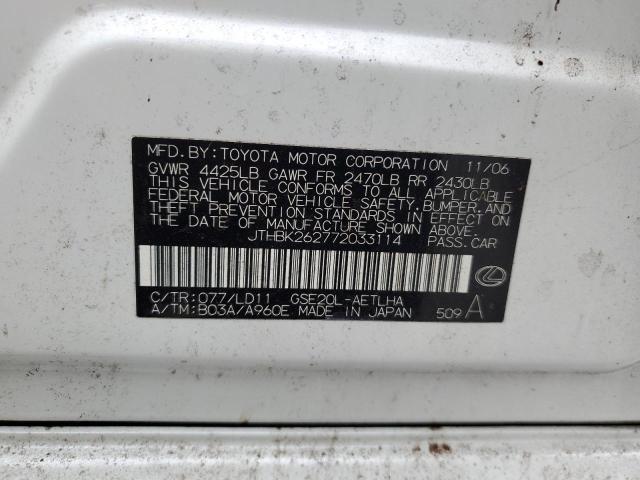 MFD.BY:TOYOTA MOTOR CORPORATION 11/06
GVWR 4425LB GAWR FR 2470LB RR 2430LB
THIS VEHICLE CONFORMS TO ALL APPLICABLE
FEDERAL MOTOR VEHICLE SAFETY,BUMPER,AND
THEFT PREVENTION STANDARDS IN EFFECT ON
THE DATE OF MANUFACTURE SHOWN ABOVE.
JTHBK262772033114 PASS.CAR
C/TR:077/LD11 GSE20L-AETLHA
A/TM:B03A/A960E MADE IN JAPAN 509 A